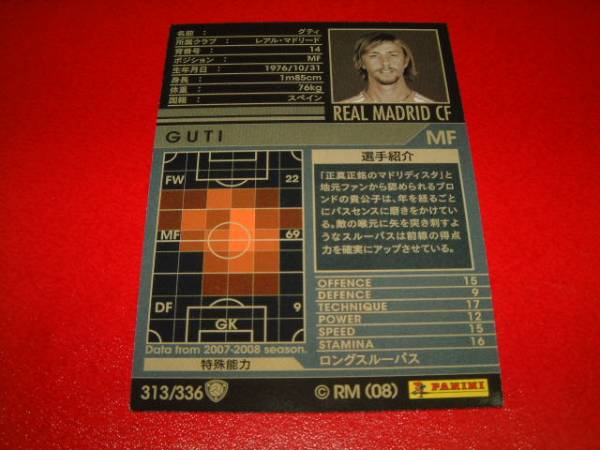 名前： グティ
所属クラブ： レアル・マドリード
背番号： 14
ポジション： MF
生年月日： 1976/10/31
身長： 1m85cm
体重： 76kg
国籍： スペイン
REAL MADRID CF
GUTI
MF
FW 22
MF 69
DF 9
GK
Data from 2007-2008 season.
特殊能力
選手紹介
「正真正銘のマドリディスタ」と
地元ファンから認められるブロン
ドの貴公子は、年を経るごと
にパスセンスに磨きをかけてい
る。敵の喉元に矢を突き刺すよ
うなスルーパスは前線の得点
力を確実にアップさせている。
OFFENCE 15
DEFENCE 9
TECHNIQUE 17
POWER 12
SPEED 15
STAMINA 16
ロングスルーパス
313/336
© RM (08)
PANINI